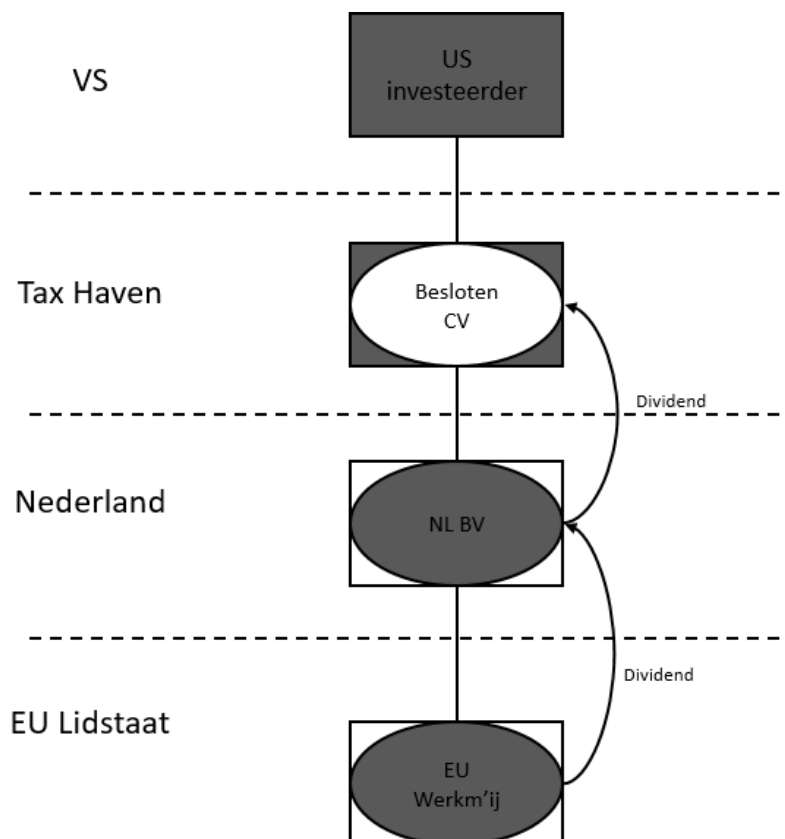 VS
US
investeerder
Tax Haven
Besloten
CV
Dividend
Nederland
NL BV
Dividend
EU Lidstaat
EU
Werkm'ij